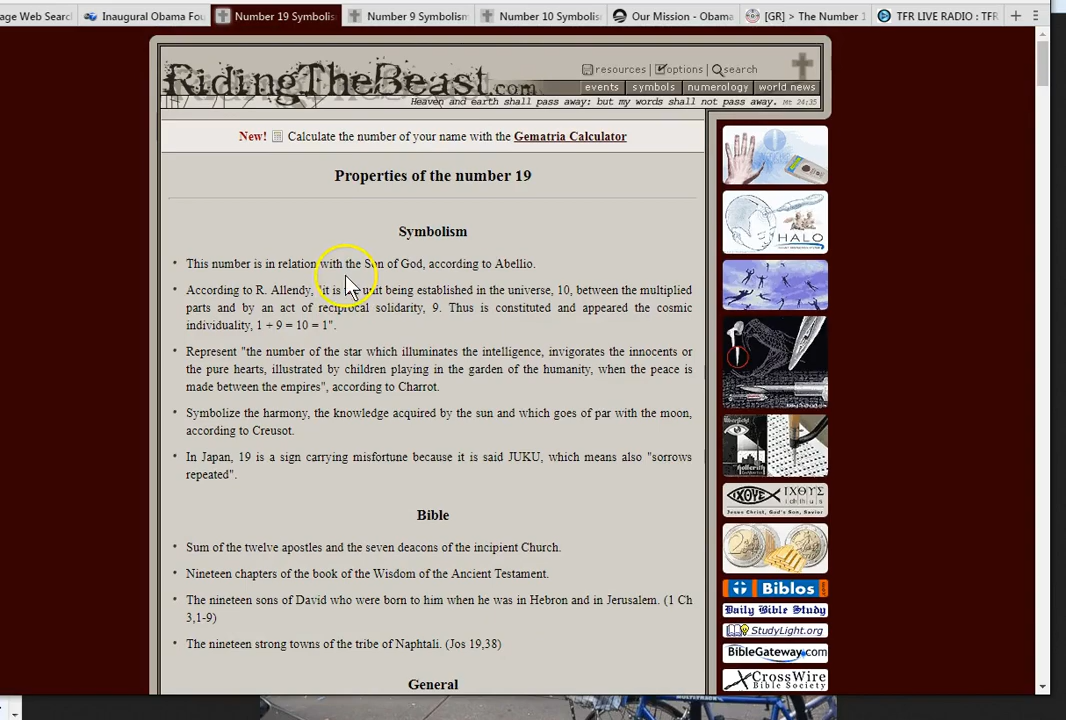 age Web Searc
Inaugural Obama Fou
Number 19 Symbolis
Number 9 Symbolism
Number 10 Symbolis
Our Mission - Obama
[GR] > The Number 1
TFR LIVE RADIO : TFR
RidingTheBeast.com
resources | options | search
events symbols numerology world news
Heaven and earth shall pass away: but my words shall not pass away. Mt 24:35
New! Calculate the number of your name with the Gematria Calculator
Properties of the number 19
Symbolism
This number is in relation with the Son of God, according to Abellio.
According to R. Allendy, "it is unit being established in the universe, 10, between the multiplied
parts and by an act of reciprocal solidarity, 9. Thus is constituted and appeared the cosmic
individuality, 1 + 9 = 10 = 1".
Represent "the number of the star which illuminates the intelligence, invigorates the innocents or
the pure hearts, illustrated by children playing in the garden of the humanity, when the peace is
made between the empires", according to Charrot.
Symbolize the harmony, the knowledge acquired by the sun and which goes of par with the moon,
according to Creusot.
In Japan, 19 is a sign carrying misfortune because it is said JUKU, which means also "sorrows
repeated".
Bible
Sum of the twelve apostles and the seven deacons of the incipient Church.
Nineteen chapters of the book of the Wisdom of the Ancient Testament.
The nineteen sons of David who were born to him when he was in Hebron and in Jerusalem. (1 Ch
3,1-9)
The nineteen strong towns of the tribe of Naphtali. (Jos 19,38)
General
HALO
ΙΧΘΥΣ
Jesus Christ, God's Son, Savior
Biblos
Daily Bible Study
StudyLight.org
BibleGateway.com
CrossWire
Bible Society